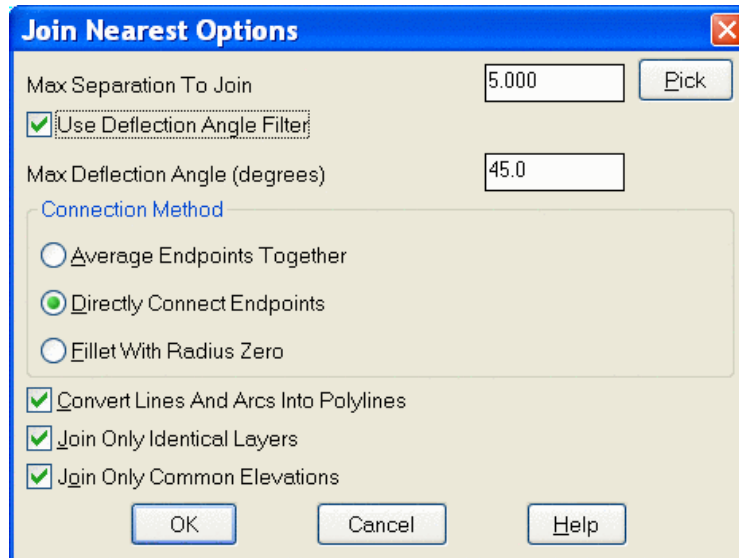 Join Nearest Options
Max Separation To Join 5.000 Pick
Use Deflection Angle Filter
Max Deflection Angle (degrees) 45.0
Connection Method
Average Endpoints Together
Directly Connect Endpoints
Fillet With Radius Zero
Convert Lines And Arcs Into Polylines
Join Only Identical Layers
Join Only Common Elevations
OK Cancel Help